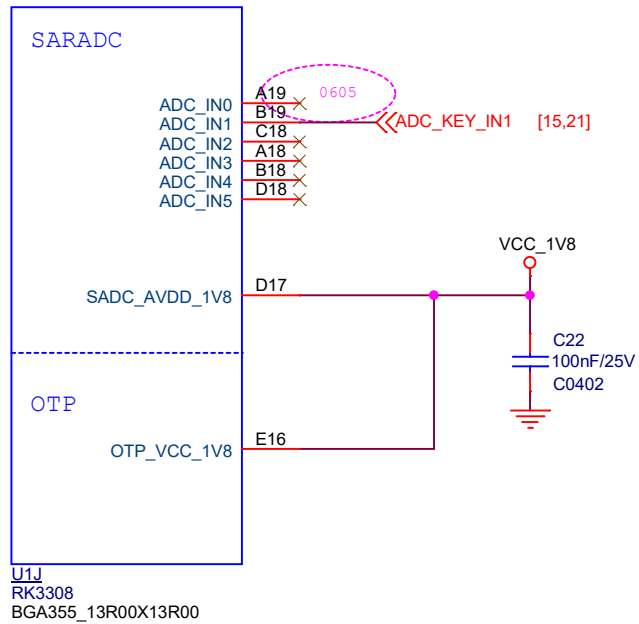 SARADC
0605
ADC_IN0 A19
ADC_IN1 B19 ADC_KEY_IN1 [15,21]
ADC_IN2 C18
ADC_IN3 A18
ADC_IN4 B18
ADC_IN5 D18
VCC_1V8
SADC_AVDD_1V8 D17
C22
100nF/25V
C0402
OTP
OTP_VCC_1V8 E16
U1J
RK3308
BGA355_13R00X13R00